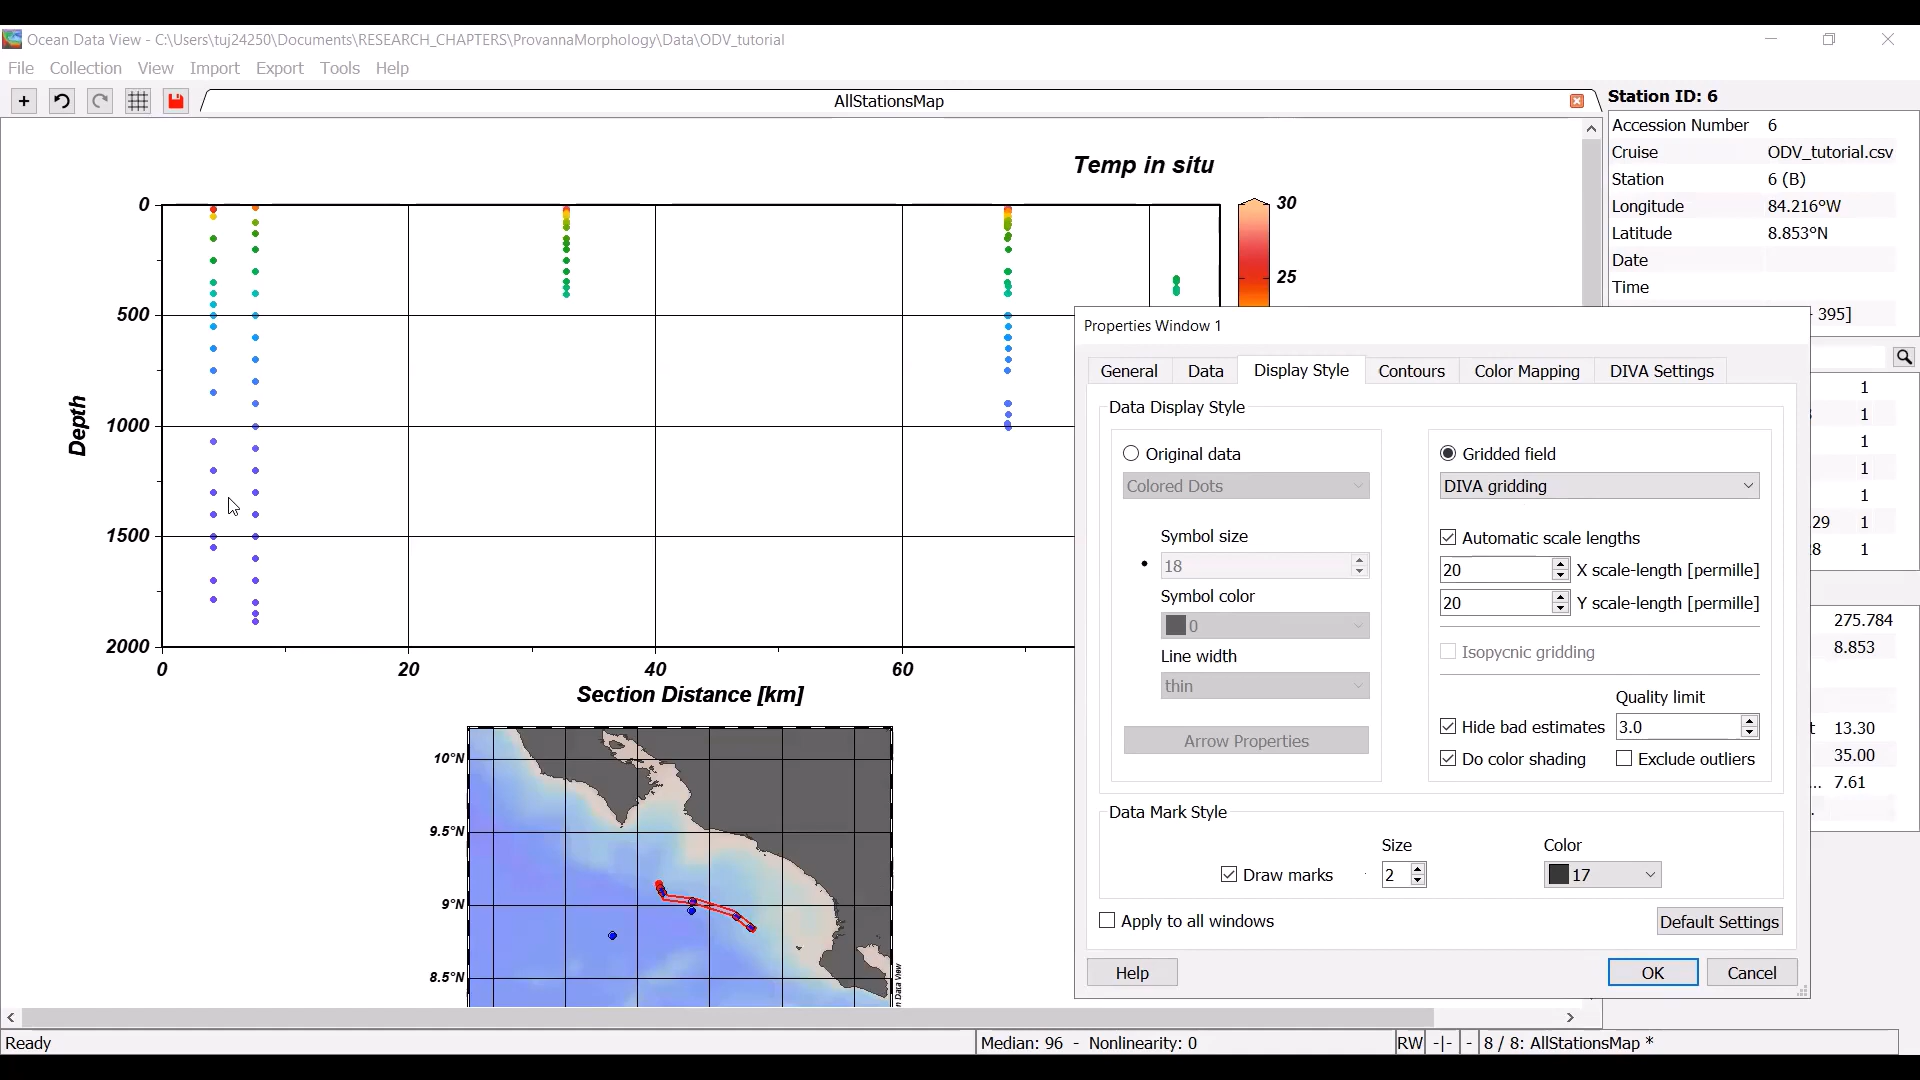 Ocean Data View - C:\Users\tuj24250\Documents\RESEARCH_CHAPTERS\ProvannaMorphology\Data\ODV_tutorial
File View Collection Import Export Tools Help
AllStationsMap
Temp in situ
0
500
1000
1500
2000
Depth
0 20 40 60
Section Distance [km]
30
25
10°N
9.5°N
9°N
8.5°N
Station ID: 6
Accession Number 6
Cruise ODV_tutorial.csv
Station 6 (B)
Longitude 84.216°W
Latitude 8.853°N
Date
Time
- 395]
1
1
1
1
1
29 1
1
275.784
8.853
13.30
35.00
... 7.61
Properties Window 1
General Data Display Style Contours Color Mapping DIVA Settings
Data Display Style
Original data
Colored Dots
Symbol size
18
Symbol color
0
Line width
thin
Arrow Properties
Gridded field
DIVA gridding
Automatic scale lengths
20 X scale-length [permille]
20 Y scale-length [permille]
Isopycnic gridding
Quality limit
Hide bad estimates 3.0
Do color shading Exclude outliers
Data Mark Style
Size Color
Draw marks 2 17
Apply to all windows Default Settings
Help OK Cancel
Ready Median: 96 - Nonlinearity: 0 RW -|- - 8 / 8: AllStationsMap *